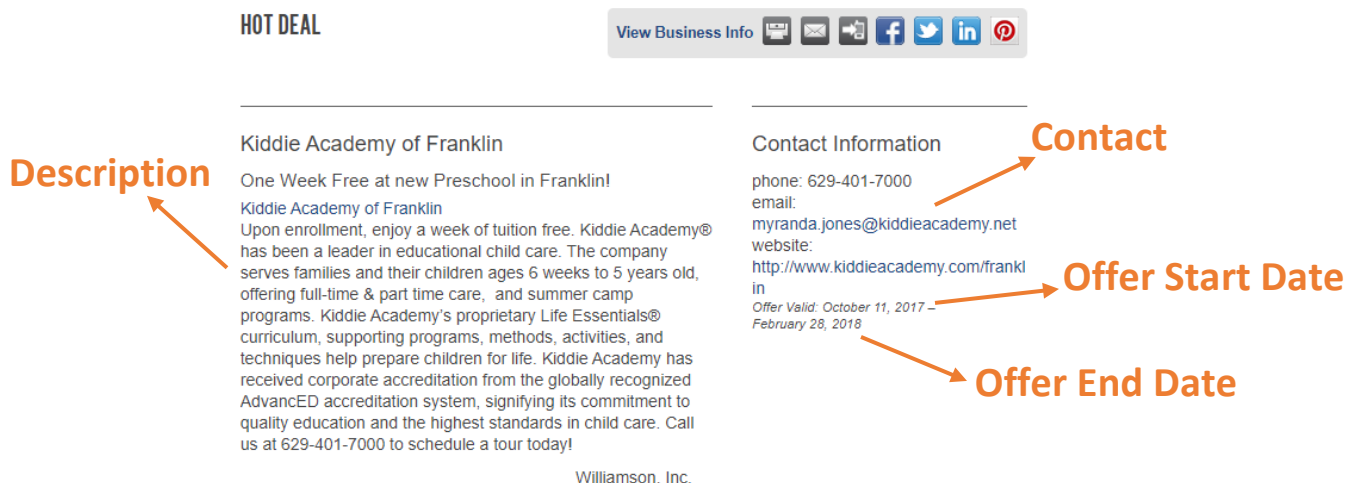 HOT DEAL
View Business Info
Kiddie Academy of Franklin
One Week Free at new Preschool in Franklin!
Kiddie Academy of Franklin
Upon enrollment, enjoy a week of tuition free. Kiddie Academy®
has been a leader in educational child care. The company
serves families and their children ages 6 weeks to 5 years old,
offering full-time & part time care,  and summer camp
programs. Kiddie Academy's proprietary Life Essentials®
curriculum, supporting programs, methods, activities, and
techniques help prepare children for life. Kiddie Academy has
received corporate accreditation from the globally recognized
AdvancED accreditation system, signifying its commitment to
quality education and the highest standards in child care. Call
us at 629-401-7000 to schedule a tour today!
Williamson, Inc.
Description
Contact Information
phone: 629-401-7000
email:
myranda.jones@kiddieacademy.net
website:
http://www.kiddieacademy.com/frankl
in
Offer Valid: October 11, 2017 –
February 28, 2018
Contact
Offer Start Date
Offer End Date